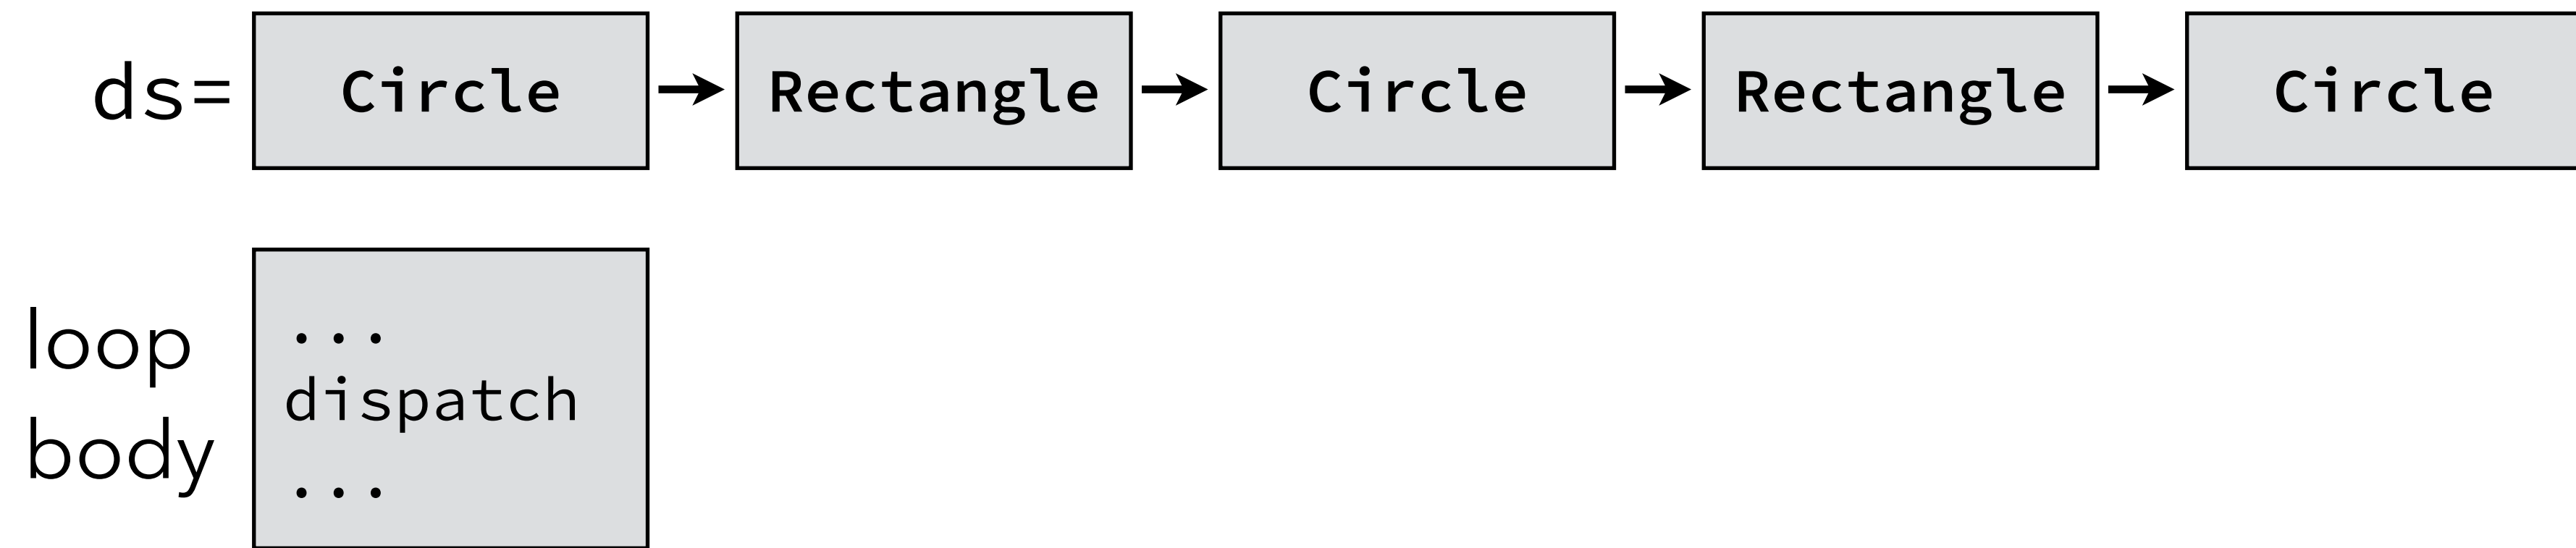 ds= Circle → Rectangle → Circle → Rectangle → Circle
loop
body
...
dispatch
...